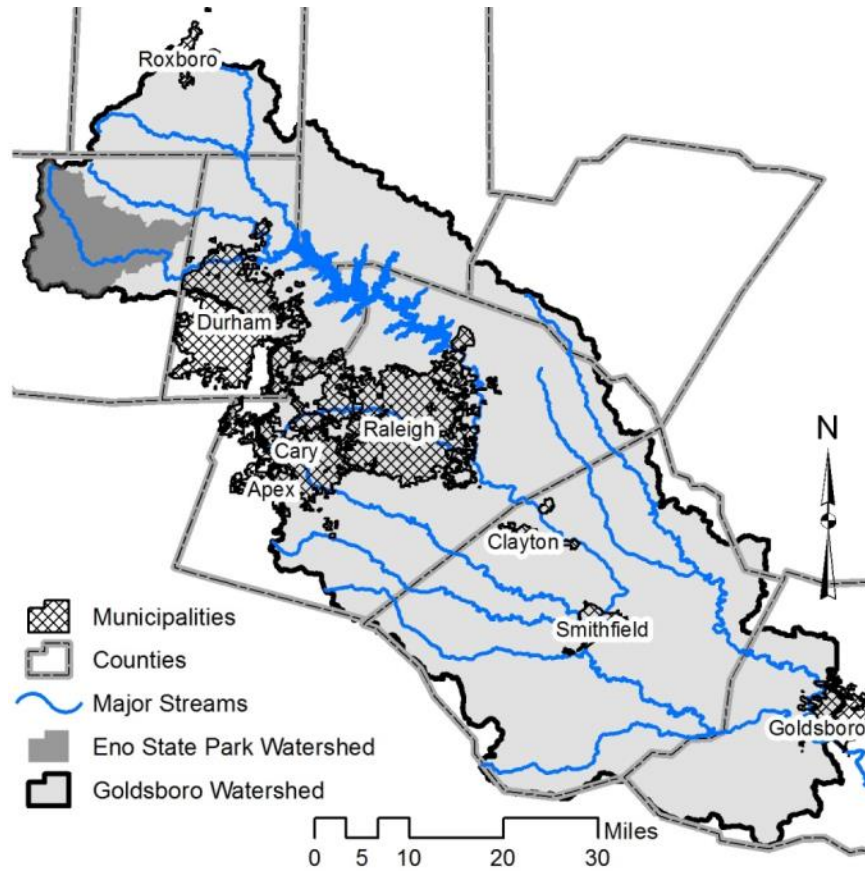 Roxboro
Durham
Raleigh
Cary
Apex
Clayton
Smithfield
Goldsboro
N
Municipalities
Counties
Major Streams
Eno State Park Watershed
Goldsboro Watershed
Miles
0 5 10 20 30